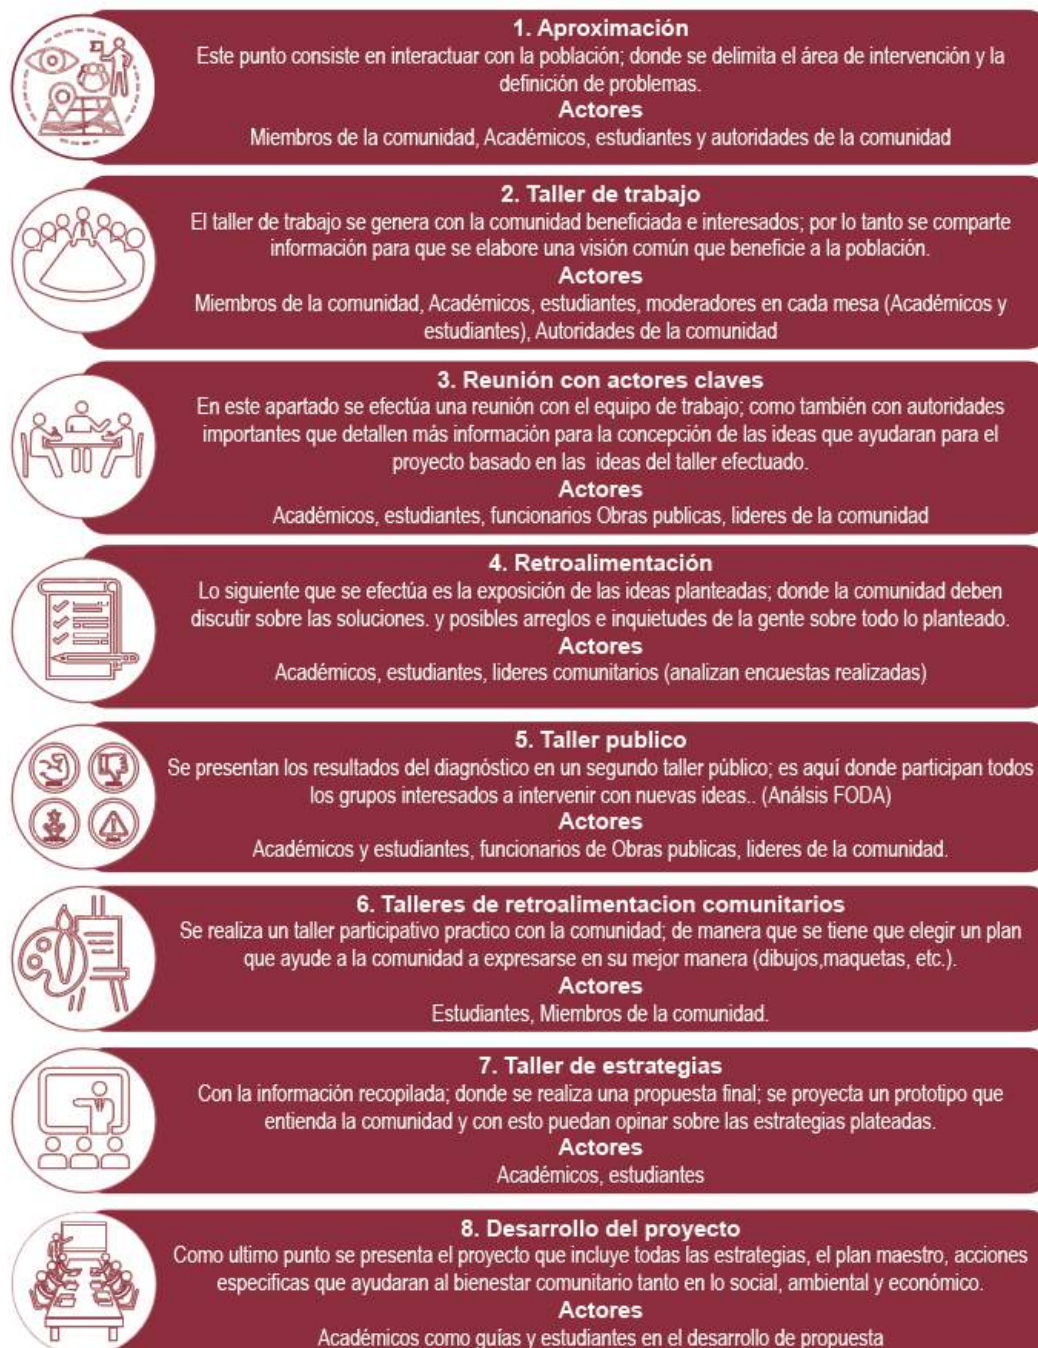 1. Aproximación
Este punto consiste en interactuar con la población; donde se delimita el área de intervención y la
definición de problemas.
Actores
Miembros de la comunidad, Académicos, estudiantes y autoridades de la comunidad
2. Taller de trabajo
El taller de trabajo se genera con la comunidad beneficiada e interesados; por lo tanto se comparte
información para que se elabore una visión común que beneficie a la población.
Actores
Miembros de la comunidad, Académicos, estudiantes, moderadores en cada mesa (Académicos y
estudiantes), Autoridades de la comunidad
3. Reunión con actores claves
En este apartado se efectúa una reunión con el equipo de trabajo; como también con autoridades
importantes que detallen más información para la concepción de las ideas que ayudaran para el
proyecto basado en las ideas del taller efectuado.
Actores
Académicos, estudiantes, funcionarios Obras publicas, lideres de la comunidad
4. Retroalimentación
Lo siguiente que se efectúa es la exposición de las ideas planteadas; donde la comunidad deben
discutir sobre las soluciones. y posibles arreglos e inquietudes de la gente sobre todo lo planteado.
Actores
Académicos, estudiantes, lideres comunitarios (analizan encuestas realizadas)
5. Taller publico
Se presentan los resultados del diagnóstico en un segundo taller público; es aquí donde participan todos
los grupos interesados a intervenir con nuevas ideas.. (Análsis FODA)
Actores
Académicos y estudiantes, funcionarios de Obras publicas, lideres de la comunidad.
6. Talleres de retroalimentacion comunitarios
Se realiza un taller participativo practico con la comunidad; de manera que se tiene que elegir un plan
que ayude a la comunidad a expresarse en su mejor manera (dibujos,maquetas, etc.).
Actores
Estudiantes, Miembros de la comunidad.
7. Taller de estrategias
Con la información recopilada; donde se realiza una propuesta final; se proyecta un prototipo que
entienda la comunidad y con esto puedan opinar sobre las estrategias plateadas.
Actores
Académicos, estudiantes
8. Desarrollo del proyecto
Como ultimo punto se presenta el proyecto que incluye todas las estrategias, el plan maestro, acciones
especificas que ayudaran al bienestar comunitario tanto en lo social, ambiental y económico.
Actores
Académicos como guías y estudiantes en el desarrollo de propuesta